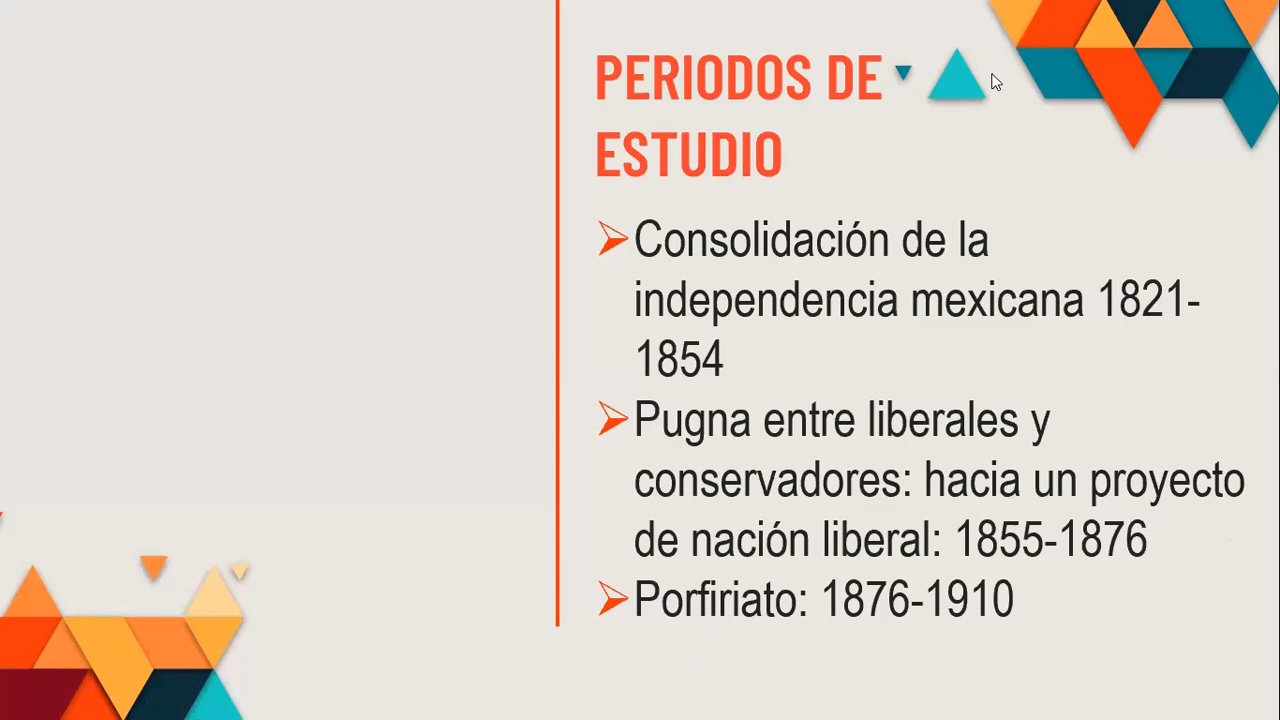 PERIODOS DE
ESTUDIO
Consolidación de la
independencia mexicana 1821-
1854
Pugna entre liberales y
conservadores: hacia un proyecto
de nación liberal: 1855-1876
Porfiriato: 1876-1910